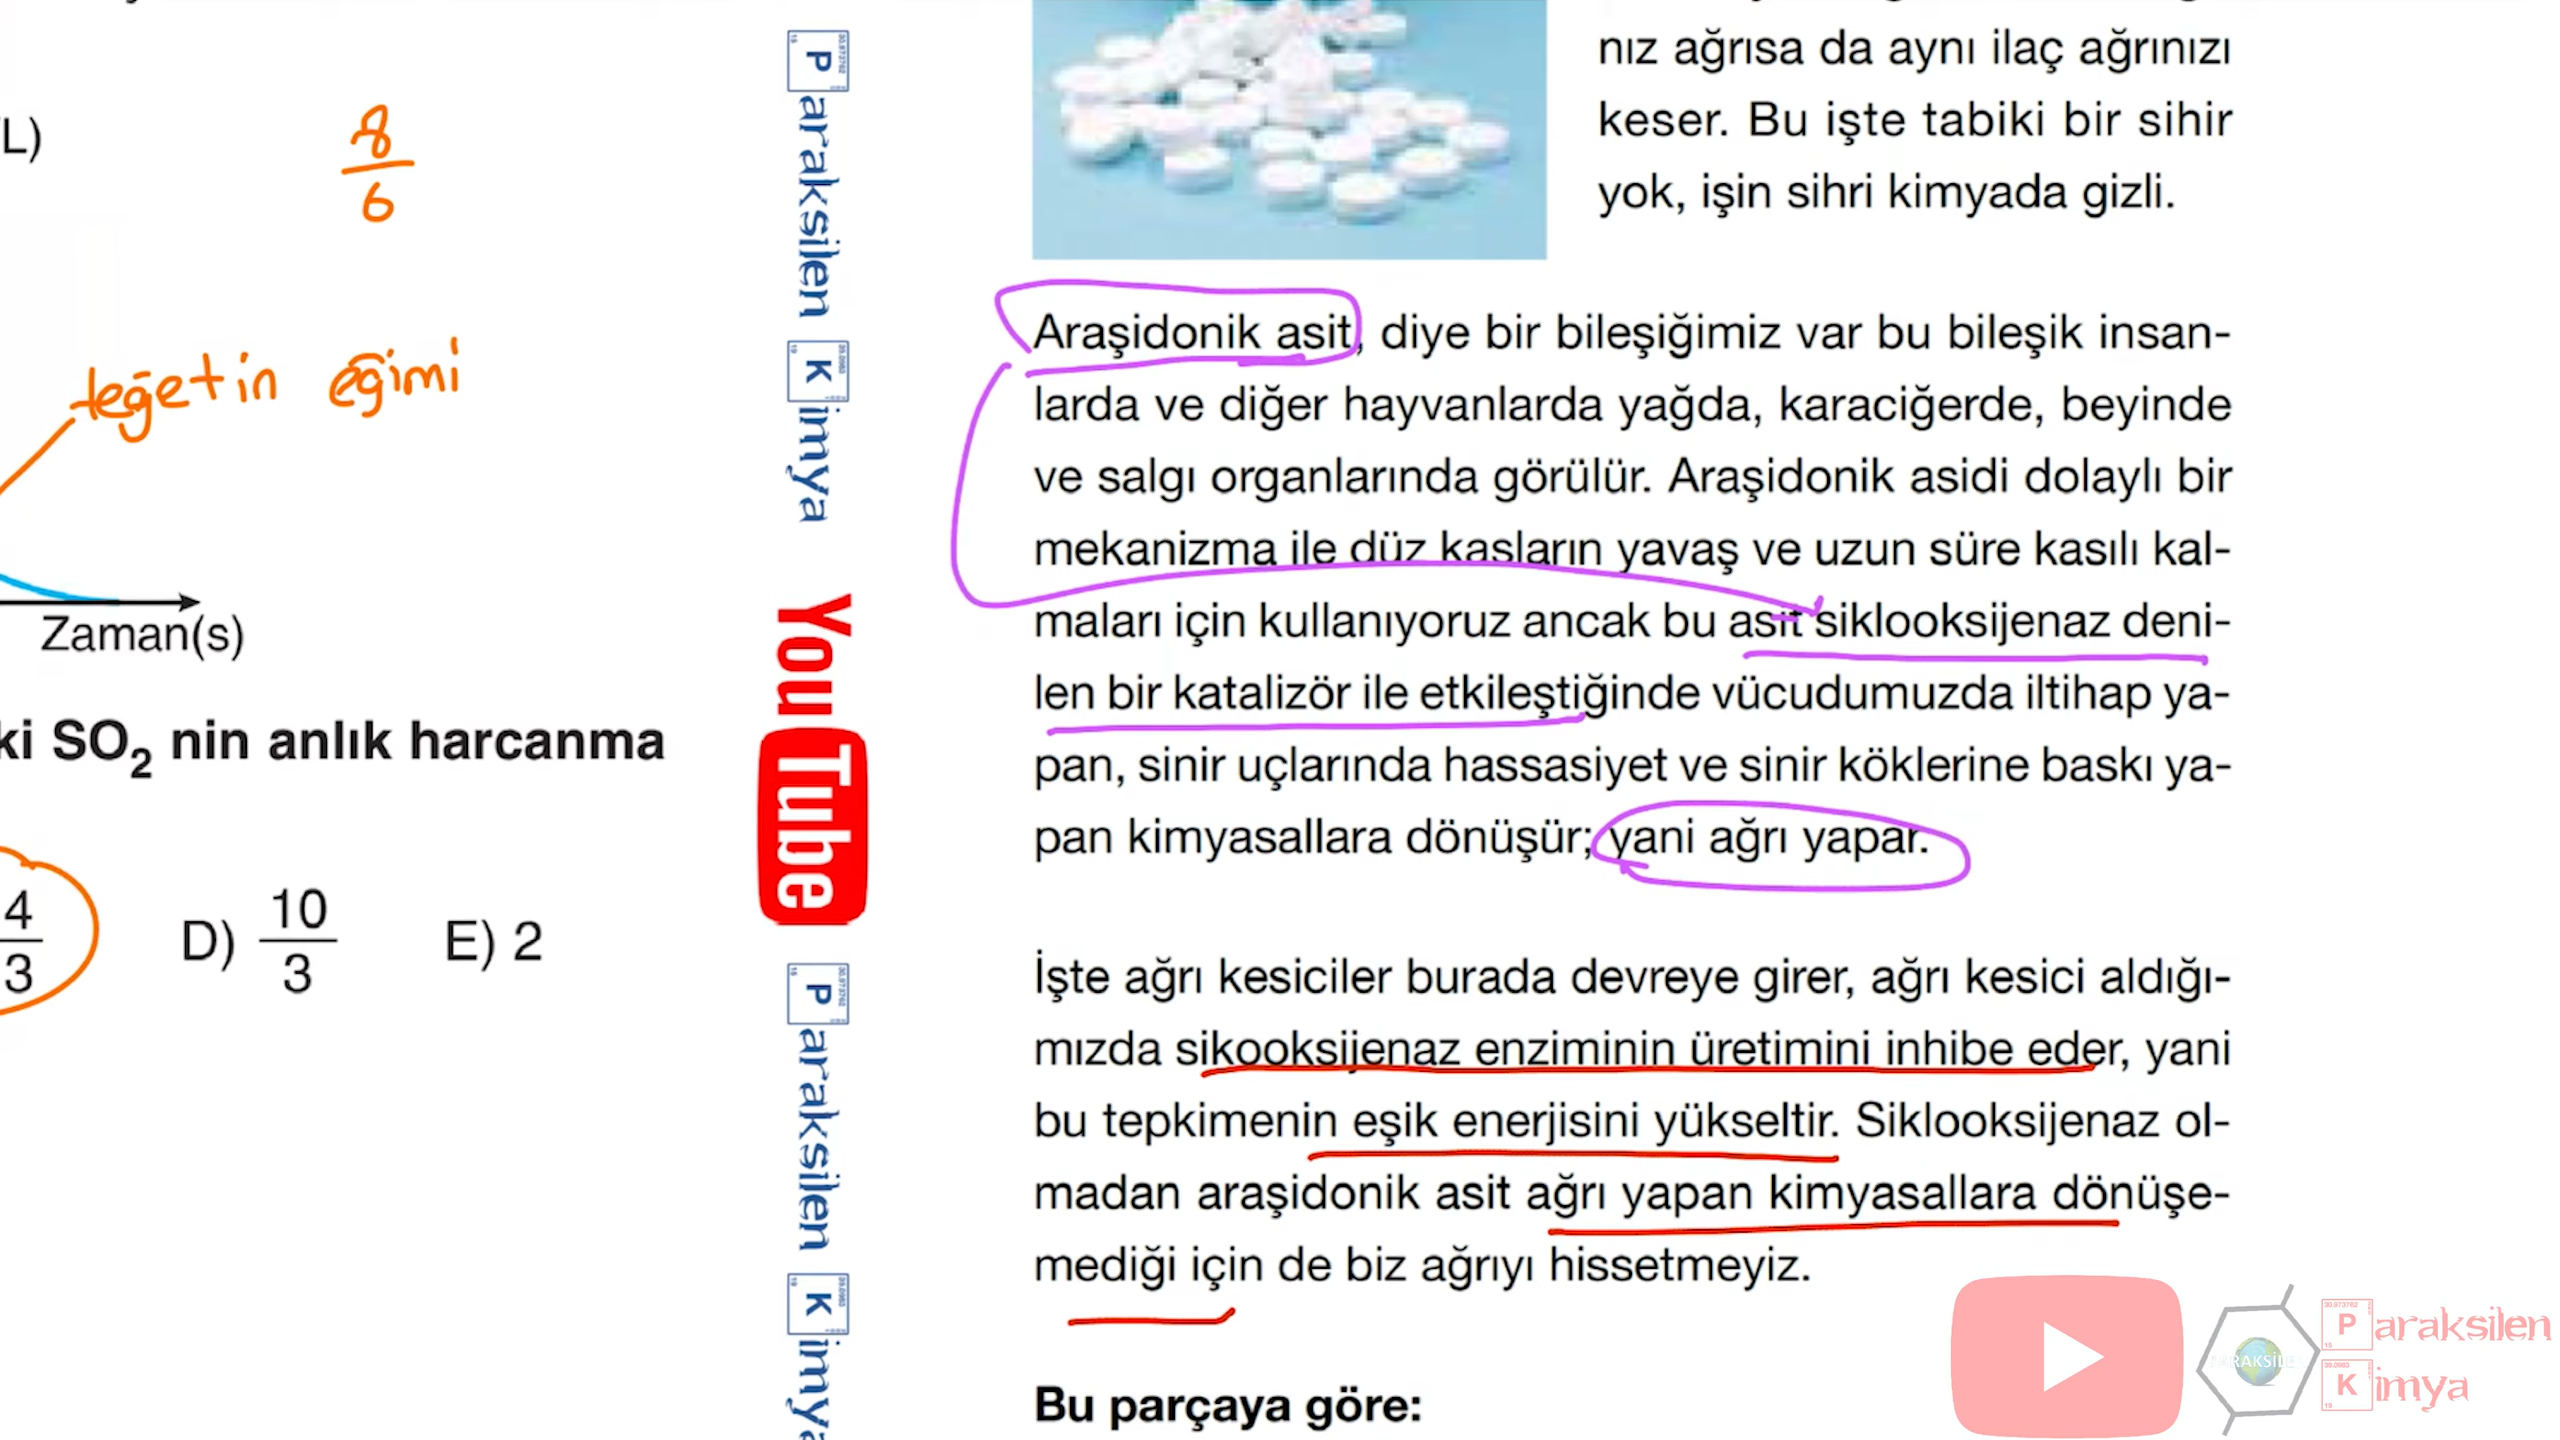 L)
8
6
teğetin eğimi
Zaman(s)
ki SO₂ nin anlık harcanma
4
3
D) 10
3
E) 2
Paraksilen Kimya
YouTube
Paraksilen Kimya
nız ağrısa da aynı ilaç ağrınızı
keser. Bu işte tabiki bir sihir
yok, işin sihri kimyada gizli.
Araşidonik asit, diye bir bileşiğimiz var bu bileşik insan-
larda ve diğer hayvanlarda yağda, karaciğerde, beyinde
ve salgı organlarında görülür. Araşidonik asidi dolaylı bir
mekanizma ile düz kasların yavaş ve uzun süre kasılı kal-
maları için kullanıyoruz ancak bu asit siklooksijenaz deni-
len bir katalizör ile etkileştiğinde vücudumuzda iltihap ya-
pan, sinir uçlarında hassasiyet ve sinir köklerine baskı ya-
pan kimyasallara dönüşür; yani ağrı yapar.
İşte ağrı kesiciler burada devreye girer, ağrı kesici aldığı-
mızda sikooksijenaz enziminin üretimini inhibe eder, yani
bu tepkimenin eşik enerjisini yükseltir. Siklooksijenaz ol-
madan araşidonik asit ağrı yapan kimyasallara dönüşe-
mediği için de biz ağrıyı hissetmeyiz.
Bu parçaya göre:
Paraksilen
Kimya